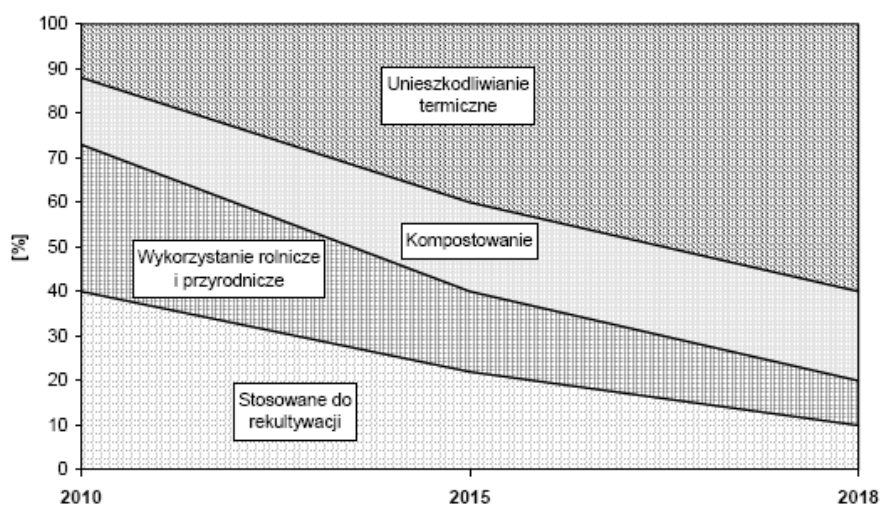 100
90
80
70
60
50
40
30
20
10
0
[%]
Unieszkodliwianie
termiczne
Kompostowanie
Wykorzystanie rolnicze
i przyrodnicze
Stosowane do
rekultywacji
2010
2015
2018